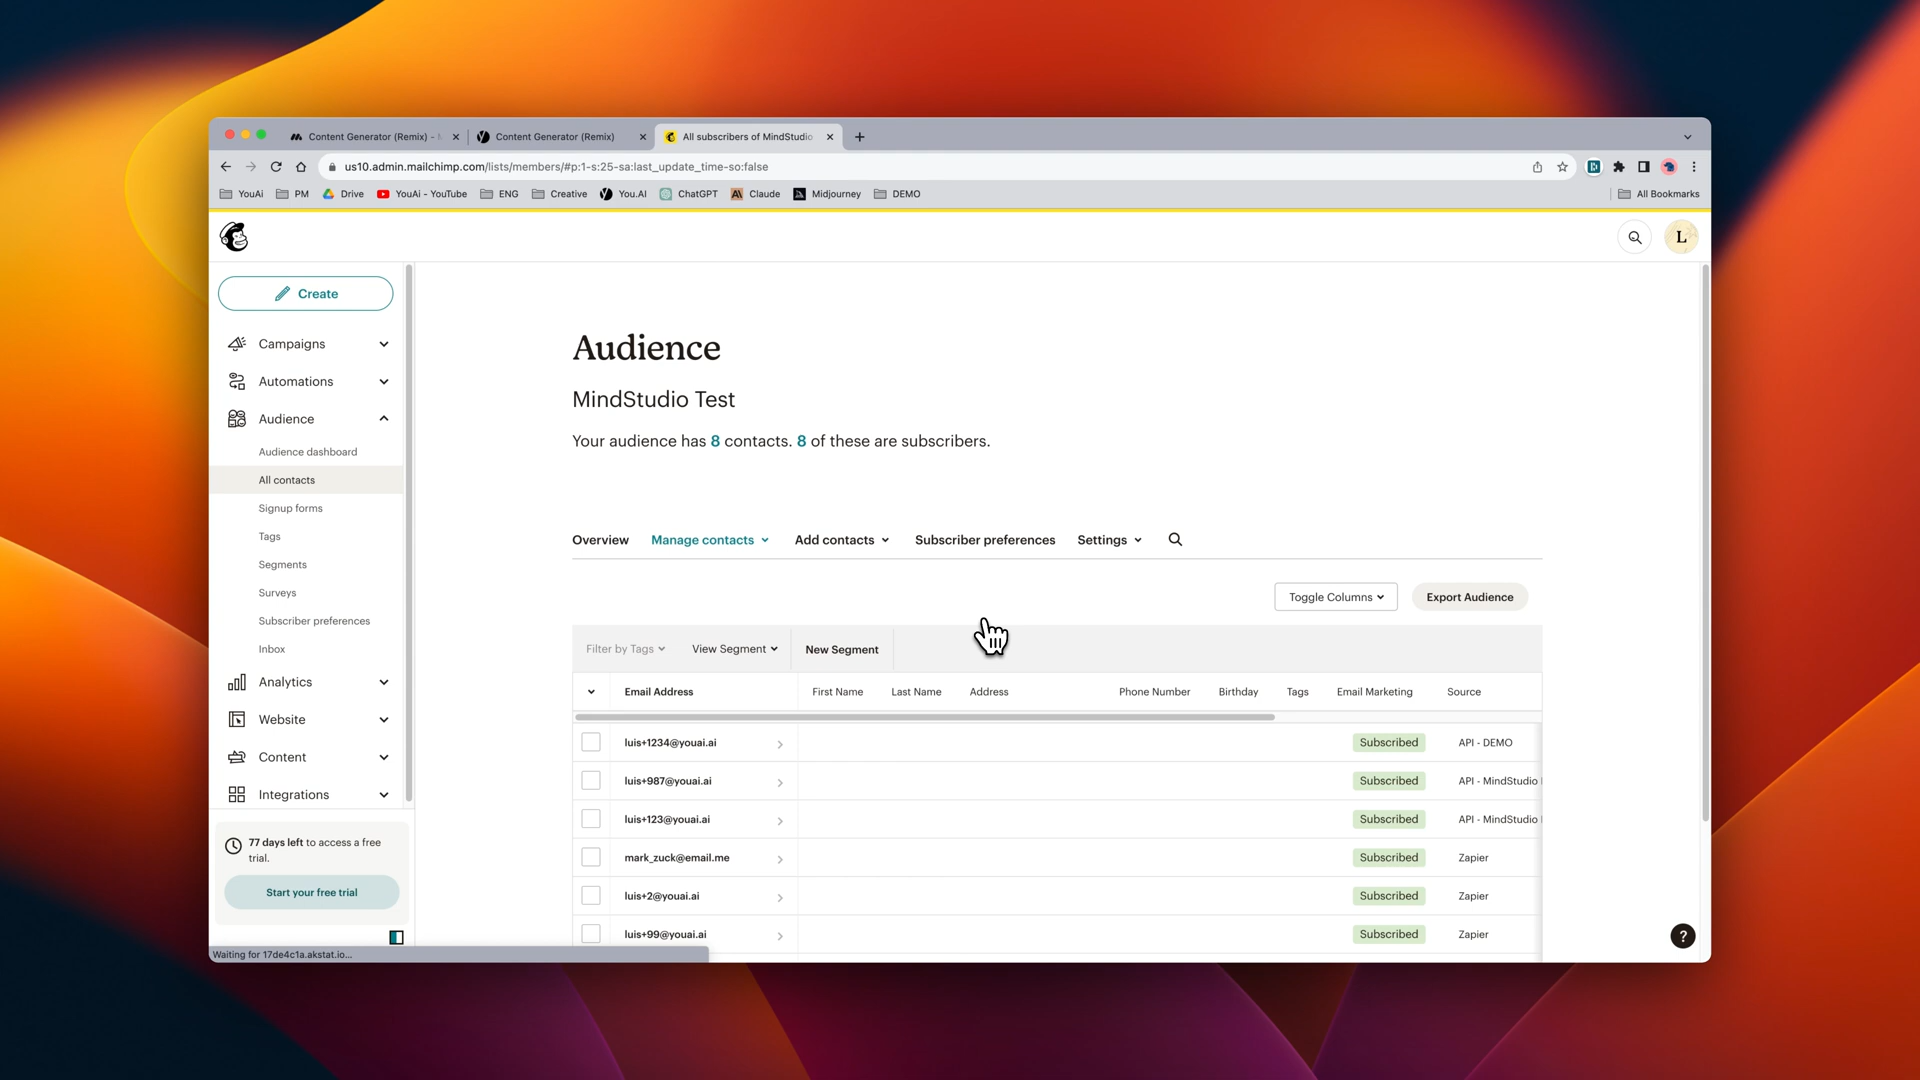 Content Generator (Remix) -
Content Generator (Remix)
All subscribers of MindStudio
us10.admin.mailchimp.com/lists/members/#p:1-s:25-sa:last_update_time-so:false
YouAi
PM
Drive
YouAi - YouTube
ENG
Creative
You.AI
ChatGPT
Claude
Midjourney
DEMO
All Bookmarks
L
Create
Campaigns
Automations
Audience
Audience dashboard
All contacts
Signup forms
Tags
Segments
Surveys
Subscriber preferences
Inbox
Analytics
Website
Content
Integrations
77 days left to access a free
trial.
Start your free trial
Waiting for 17de4c1a.akstat.io...
Audience
MindStudio Test
Your audience has 8 contacts. 8 of these are subscribers.
Overview Manage contacts Add contacts Subscriber preferences Settings
Toggle Columns Export Audience
Filter by Tags View Segment New Segment
Email Address First Name Last Name Address Phone Number Birthday Tags Email Marketing Source
luis+1234@youai.ai Subscribed API - DEMO
luis+987@youai.ai Subscribed API - MindStudio
luis+123@youai.ai Subscribed API - MindStudio
mark_zuck@email.me Subscribed Zapier
luis+2@youai.ai Subscribed Zapier
luis+99@youai.ai Subscribed Zapier
?